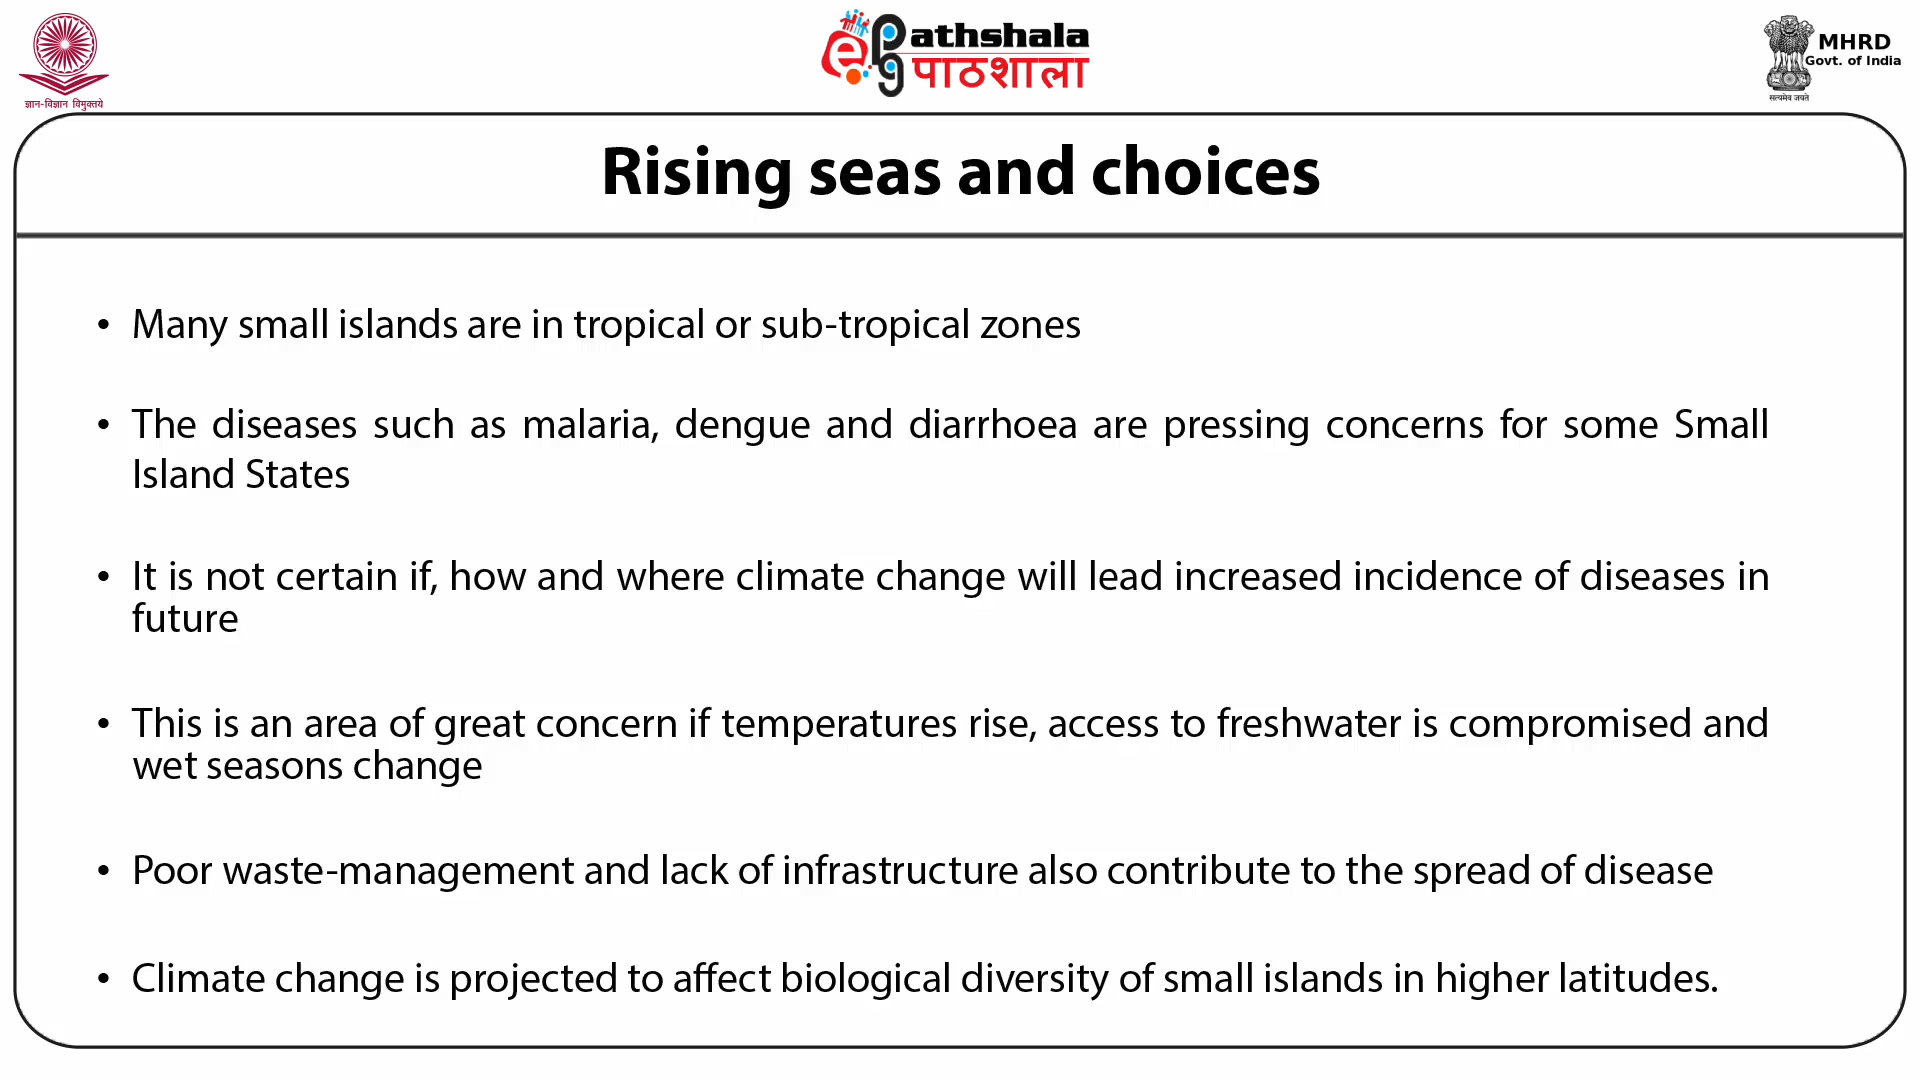 ज्ञान-विज्ञान विमुक्तये
ePathshala
पाठशाला
MHRD
Govt. of India
सत्यमेव जयते
Rising seas and choices
• Many small islands are in tropical or sub-tropical zones
• The diseases such as malaria, dengue and diarrhoea are pressing concerns for some Small
Island States
• It is not certain if, how and where climate change will lead increased incidence of diseases in
future
• This is an area of great concern if temperatures rise, access to freshwater is compromised and
wet seasons change
• Poor waste-management and lack of infrastructure also contribute to the spread of disease
• Climate change is projected to affect biological diversity of small islands in higher latitudes.